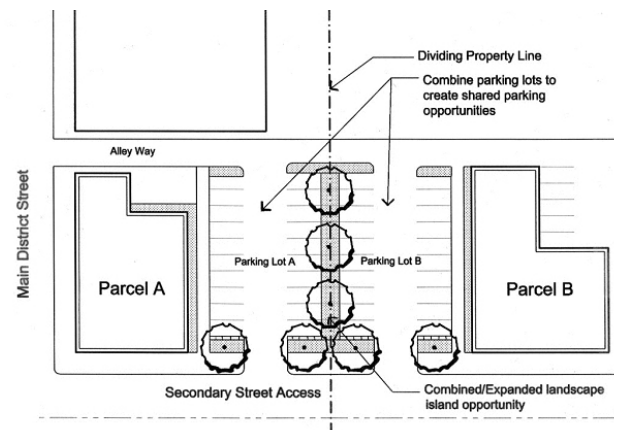 Dividing Property Line
Combine parking lots to
create shared parking
opportunities
Alley Way
Main District Street
Parking Lot A
Parking Lot B
Parcel A
Parcel B
Secondary Street Access
Combined/Expanded landscape
island opportunity